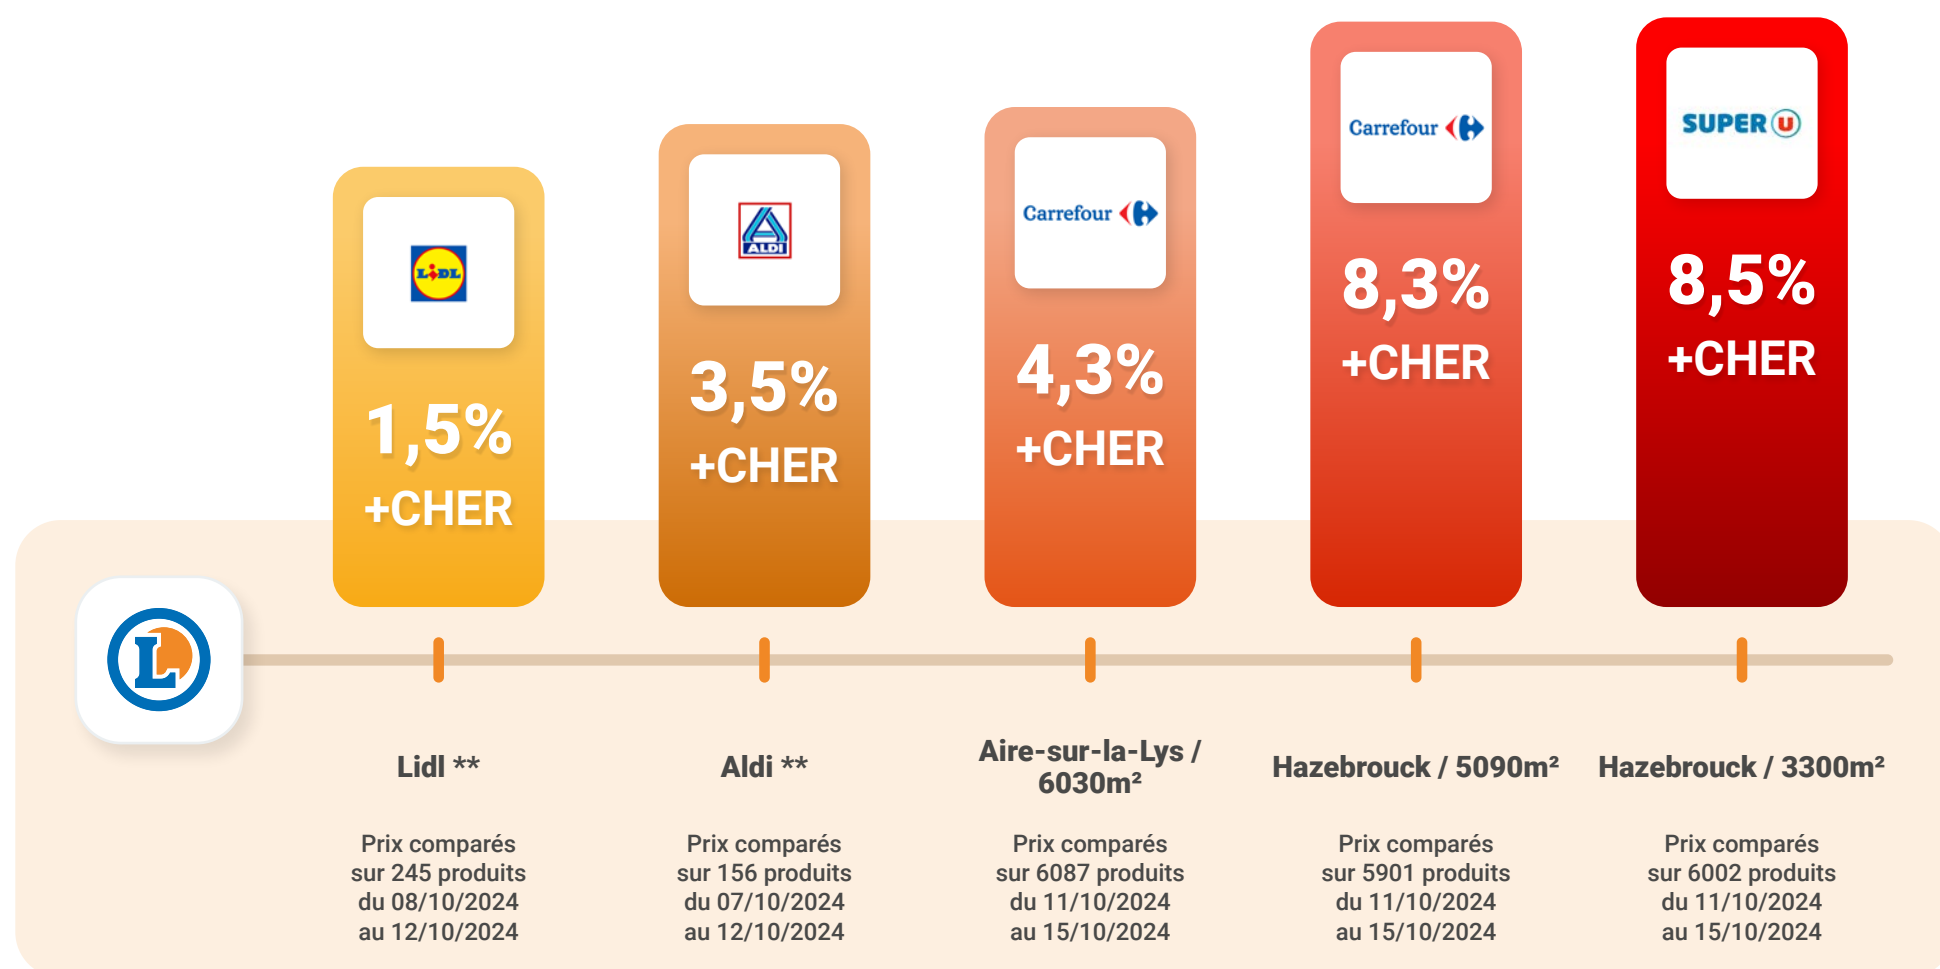 LIDL
1,5%
+CHER
ALDI
3,5%
+CHER
Carrefour
4,3%
+CHER
Carrefour
8,3%
+CHER
SUPER U
8,5%
+CHER
L
Lidl **
Prix comparés
sur 245 produits
du 08/10/2024
au 12/10/2024
Aldi **
Prix comparés
sur 156 produits
du 07/10/2024
au 12/10/2024
Aire-sur-la-Lys /
6030m²
Prix comparés
sur 6087 produits
du 11/10/2024
au 15/10/2024
Hazebrouck / 5090m²
Prix comparés
sur 5901 produits
du 11/10/2024
au 15/10/2024
Hazebrouck / 3300m²
Prix comparés
sur 6002 produits
du 11/10/2024
au 15/10/2024